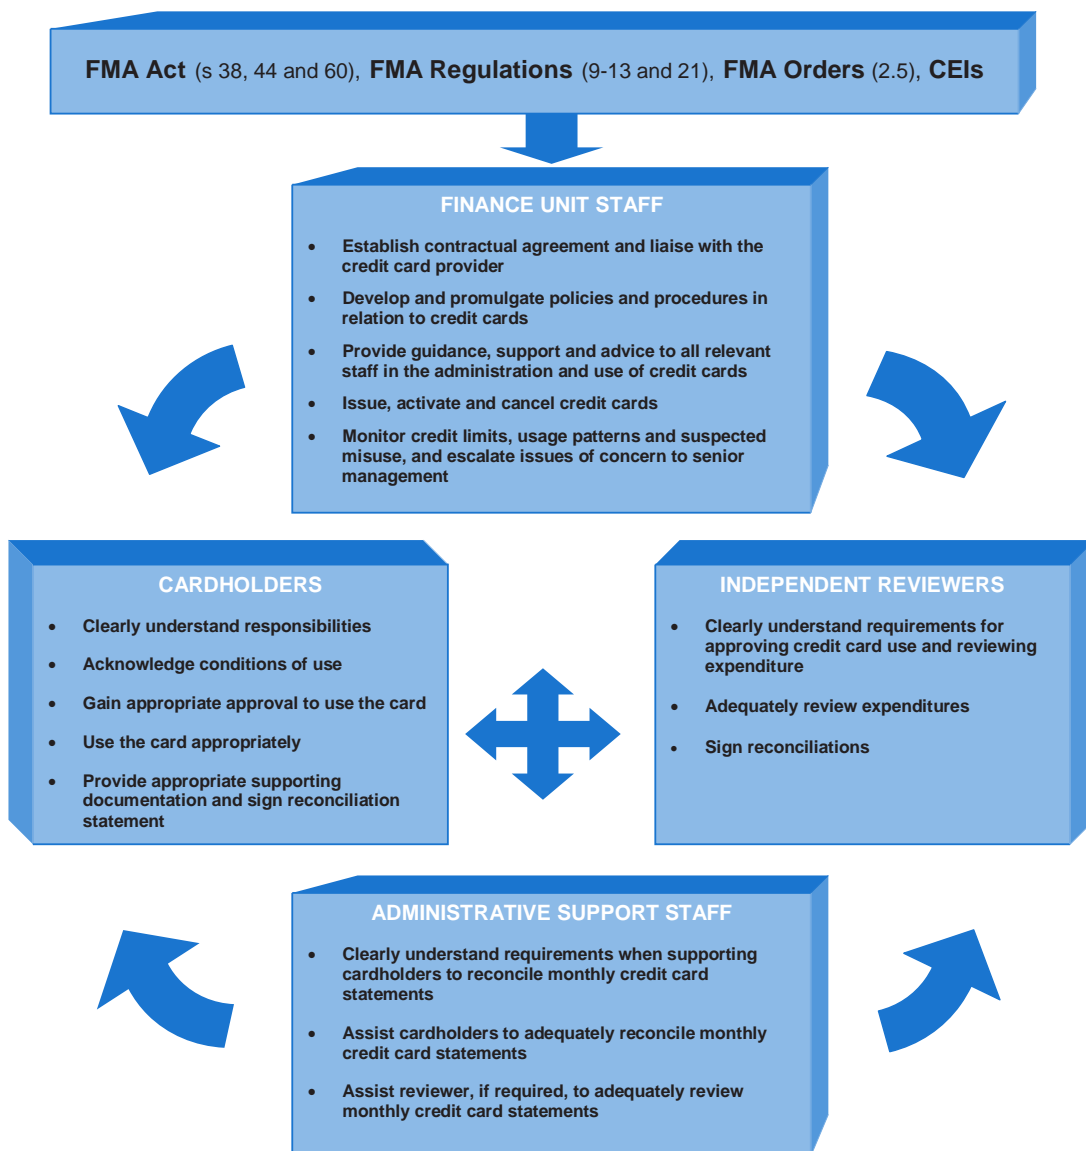 FMA Act (s 38, 44 and 60), FMA Regulations (9-13 and 21), FMA Orders (2.5), CEIs
FINANCE UNIT STAFF
• Establish contractual agreement and liaise with the
credit card provider
• Develop and promulgate policies and procedures in
relation to credit cards
• Provide guidance, support and advice to all relevant
staff in the administration and use of credit cards
• Issue, activate and cancel credit cards
• Monitor credit limits, usage patterns and suspected
misuse, and escalate issues of concern to senior
management
CARDHOLDERS
• Clearly understand responsibilities
• Acknowledge conditions of use
• Gain appropriate approval to use the card
• Use the card appropriately
• Provide appropriate supporting
documentation and sign reconciliation
statement
INDEPENDENT REVIEWERS
• Clearly understand requirements for
approving credit card use and reviewing
expenditure
• Adequately review expenditures
• Sign reconciliations
ADMINISTRATIVE SUPPORT STAFF
• Clearly understand requirements when supporting
cardholders to reconcile monthly credit card
statements
• Assist cardholders to adequately reconcile monthly
credit card statements
• Assist reviewer, if required, to adequately review
monthly credit card statements